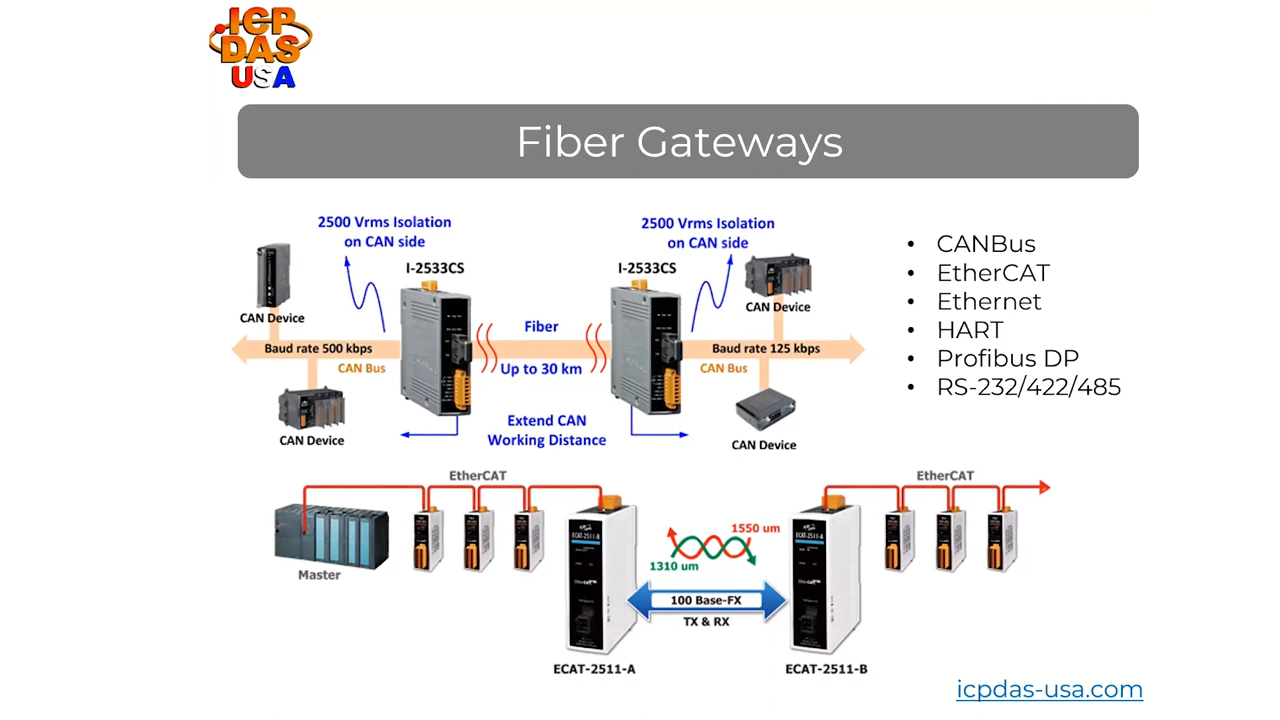 ICP
DAS
USA
Fiber Gateways
2500 Vrms Isolation
on CAN side
2500 Vrms Isolation
on CAN side
I-2533CS
I-2533CS
CAN Device
CAN Device
Baud rate 500 kbps
CAN Bus
Fiber
Up to 30 km
Baud rate 125 kbps
CAN Bus
Extend CAN
Working Distance
CAN Device
CAN Device
• CANBus
• EtherCAT
• Ethernet
• HART
• Profibus DP
• RS-232/422/485
EtherCAT
EtherCAT
Master
ECAT-2511-B
ECAT-2511-A
1550 um
1310 um
100 Base-FX
TX & RX
ECAT-2511-A
ECAT-2511-B
icpdas-usa.com